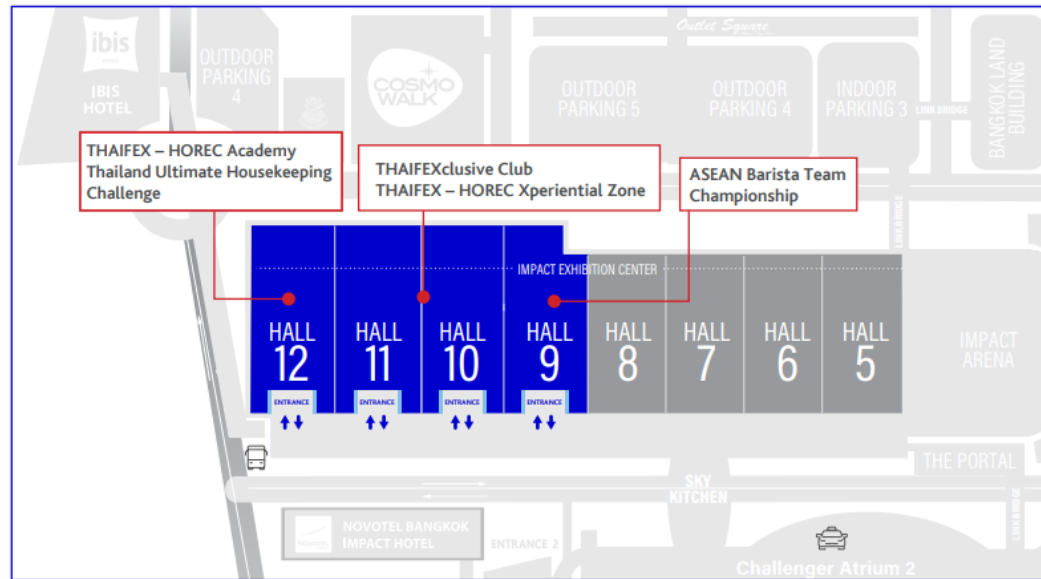 Outlet Square
ibis
IBIS
HOTEL
OUTDOOR
PARKING
4
COSMO
WALK
OUTDOOR
PARKING 5
OUTDOOR
PARKING 4
INDOOR
PARKING 3
LINK BRIDGE
BANGKOK LAND
BUILDING
THAIFEX – HOREC Academy
Thailand Ultimate Housekeeping
Challenge
THAIFEXclusive Club
THAIFEX – HOREC Xperiential Zone
ASEAN Barista Team
Championship
LINK BRIDGE
IMPACT EXHIBITION CENTER
HALL
12
HALL
11
HALL
10
HALL
9
HALL
8
HALL
7
HALL
6
HALL
5
IMPACT
ARENA
ENTRANCE
ENTRANCE
ENTRANCE
ENTRANCE
THE PORTAL
SKY
KITCHEN
LINK BRIDGE
NOVOTEL BANGKOK
IMPACT HOTEL
ENTRANCE 2
Challenger Atrium 2